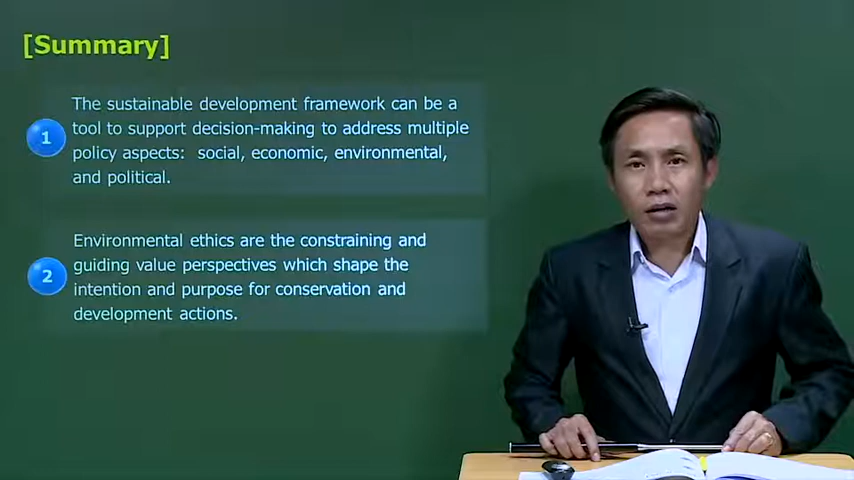 [Summary]
1
The sustainable development framework can be a
tool to support decision-making to address multiple
policy aspects: social, economic, environmental,
and political.
2
Environmental ethics are the constraining and
guiding value perspectives which shape the
intention and purpose for conservation and
development actions.